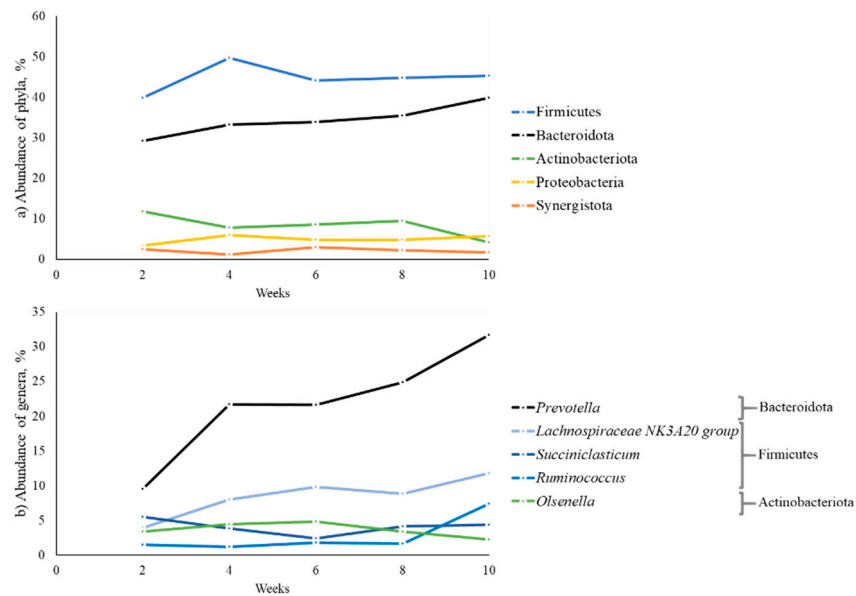 a) Abundance of phyla, %
60
50
40
30
20
10
0
0 2 4 6 8 10
Weeks
Firmicutes
Bacteroidota
Actinobacteriota
Proteobacteria
Synergistota
b) Abundance of genera, %
35
30
25
20
15
10
5
0
0 2 4 6 8 10
Weeks
Prevotella
Bacteroidota
Lachnospiraceae NK3A20 group
Succiniclasticum
Firmicutes
Ruminococcus
Olsenella
Actinobacteriota